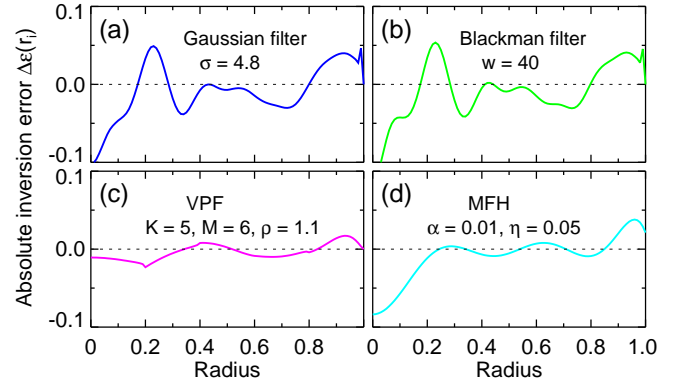 Absolute inversion error Δε(rᵢ)
0.1
0.0
-0.1
(a)
Gaussian filter
σ = 4.8
(b)
Blackman filter
w = 40
0.1
0.0
-0.1
(c)
VPF
K = 5, M = 6, ρ = 1.1
(d)
MFH
α = 0.01, η = 0.05
0 0.2 0.4 0.6 0.8 0 0.2 0.4 0.6 0.8 1.0
Radius Radius